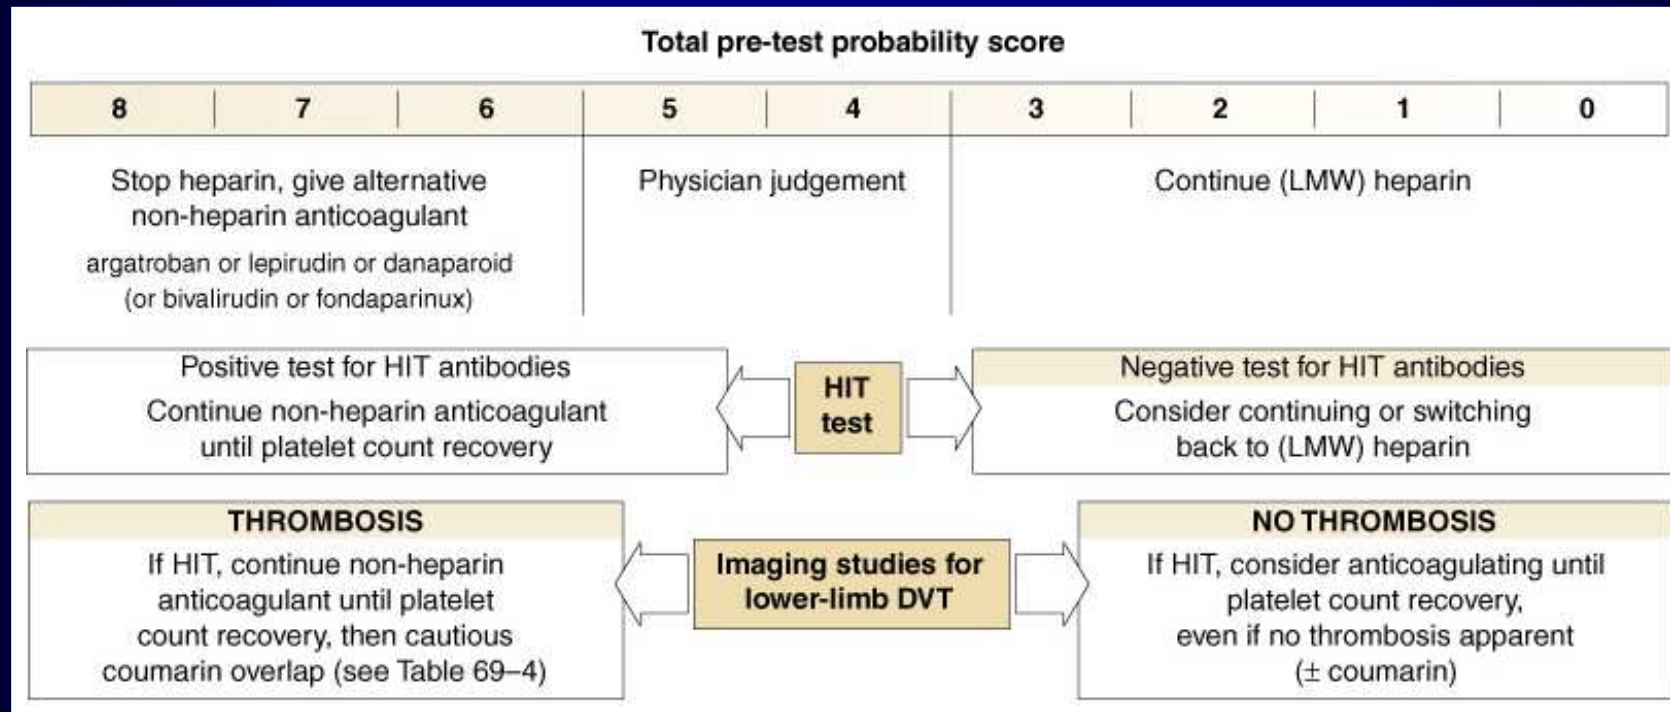 Total pre-test probability score
8 7 6 5 4 3 2 1 0
Stop heparin, give alternative
non-heparin anticoagulant
argatroban or lepirudin or danaparoid
(or bivalirudin or fondaparinux)
Physician judgement
Continue (LMW) heparin
Positive test for HIT antibodies
Continue non-heparin anticoagulant
until platelet count recovery
HIT
test
Negative test for HIT antibodies
Consider continuing or switching
back to (LMW) heparin
THROMBOSIS
If HIT, continue non-heparin
anticoagulant until platelet
count recovery, then cautious
coumarin overlap (see Table 69–4)
Imaging studies for
lower-limb DVT
NO THROMBOSIS
If HIT, consider anticoagulating until
platelet count recovery,
even if no thrombosis apparent
(± coumarin)